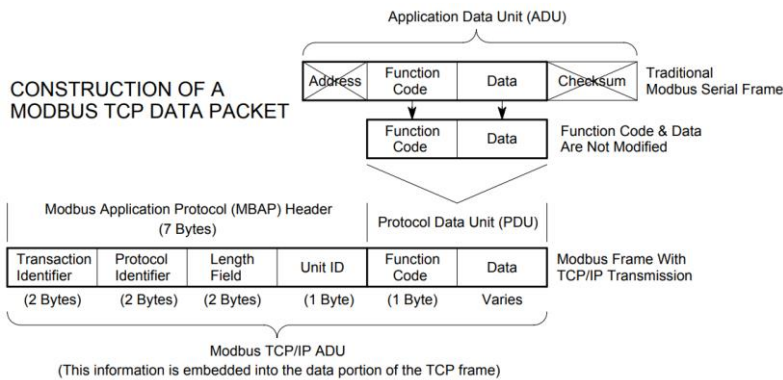 Application Data Unit (ADU)
CONSTRUCTION OF A
MODBUS TCP DATA PACKET
Address
Function
Code
Data
Checksum
Traditional
Modbus Serial Frame
Function
Code
Data
Function Code & Data
Are Not Modified
Modbus Application Protocol (MBAP) Header
(7 Bytes)
Protocol Data Unit (PDU)
Transaction
Identifier
Protocol
Identifier
Length
Field
Unit ID
Function
Code
Data
Modbus Frame With
TCP/IP Transmission
(2 Bytes)
(2 Bytes)
(2 Bytes)
(1 Byte)
(1 Byte)
Varies
Modbus TCP/IP ADU
(This information is embedded into the data portion of the TCP frame)